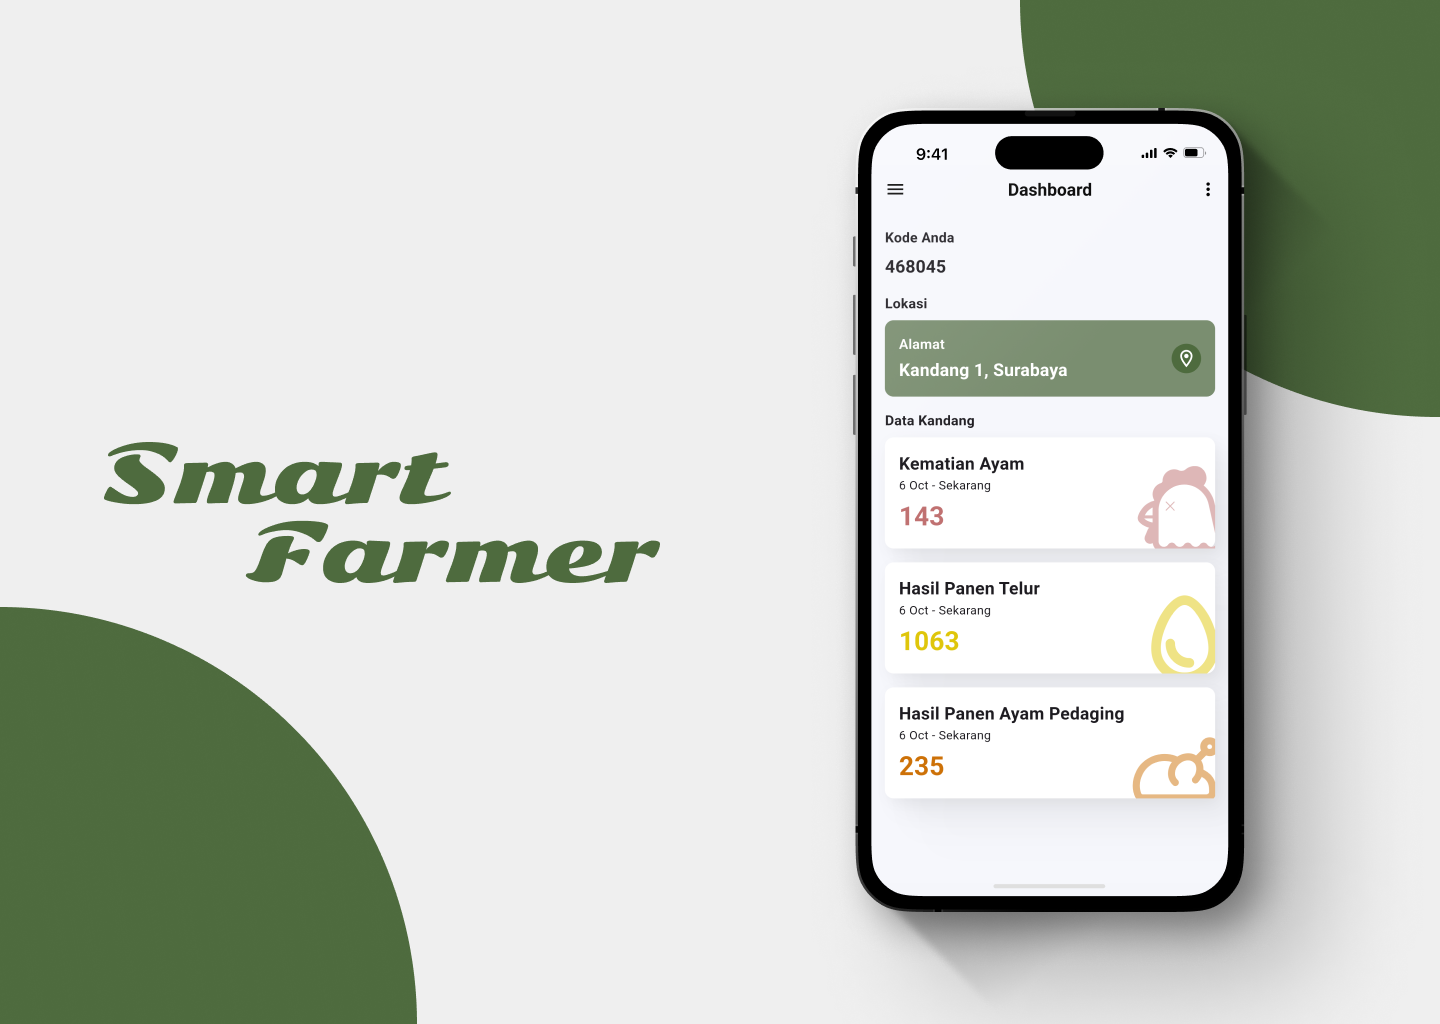 Smart
Farmer
9:41
Dashboard
Kode Anda
468045
Lokasi
Alamat
Kandang 1, Surabaya
Data Kandang
Kematian Ayam
6 Oct - Sekarang
143
Hasil Panen Telur
6 Oct - Sekarang
1063
Hasil Panen Ayam Pedaging
6 Oct - Sekarang
235